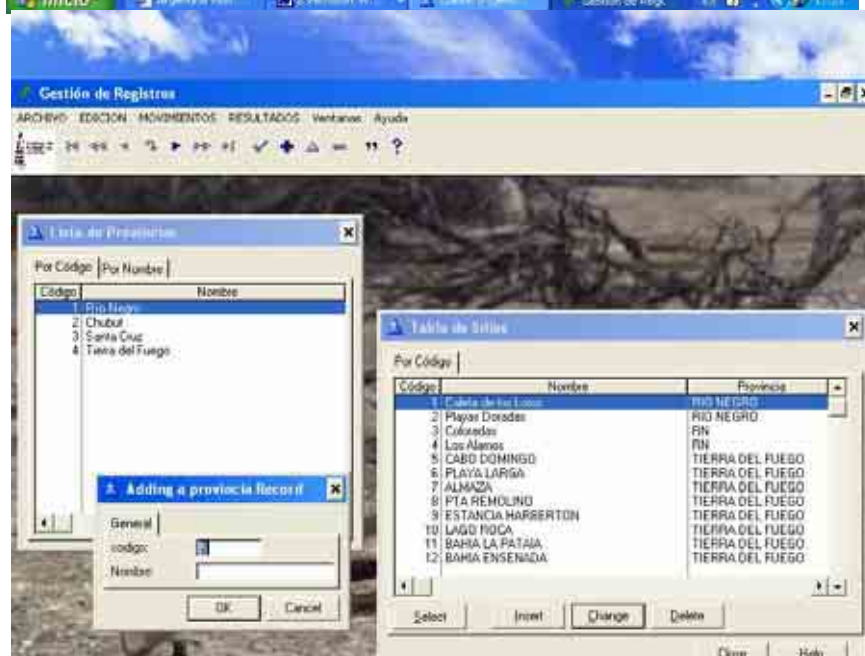 Inicio
Gestión de Registros
ARCHIVO EDICION MOVIMIENTOS RESULTADOS Ventanas Ayuda
Lista de Provincias
Por Código Por Nombre
Código Nombre
1 Río Negro
2 Chubut
3 Santa Cruz
4 Tierra del Fuego
Adding a provincia Record
General
codigo:
Nombre:
OK Cancel
Tabla de Sitios
Por Código
Código Nombre Provincia
1 Caleta de los Loros RIO NEGRO
2 Playas Doradas RIO NEGRO
3 Coloradas RN
4 Los Alamos RN
5 CABO DOMINGO TIERRA DEL FUEGO
6 PLAYA LARGA TIERRA DEL FUEGO
7 ALMAZA TIERRA DEL FUEGO
8 PTA REMOLINO TIERRA DEL FUEGO
9 ESTANCIA HARBERTON TIERRA DEL FUEGO
10 LAGO ROCA TIERRA DEL FUEGO
11 BAHIA LA PATAIA TIERRA DEL FUEGO
12 BAHIA ENSENADA TIERRA DEL FUEGO
Select Insert Change Delete
Close Help